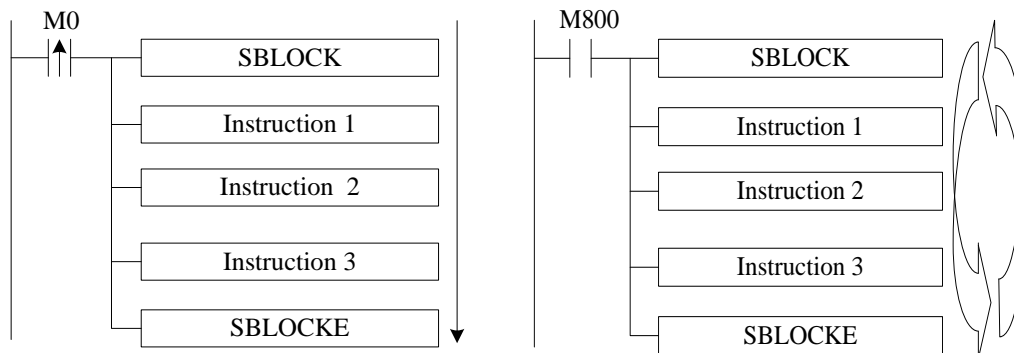 M0
SBLOCK
Instruction 1
Instruction 2
Instruction 3
SBLOCKE
M800
SBLOCK
Instruction 1
Instruction 2
Instruction 3
SBLOCKE